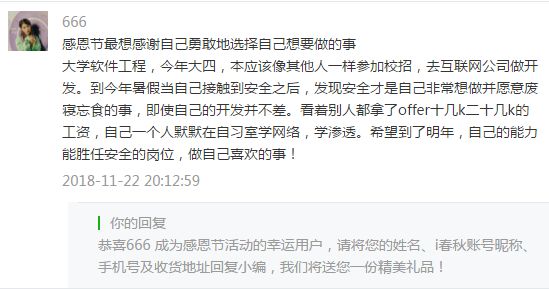 666
感恩节最想感谢自己勇敢地选择自己想要做的事
大学软件工程，今年大四，本应该像其他人一样参加校招，去互联网公司做开
发。到今年暑假当自己接触到安全之后，发现安全才是自己非常想做并愿意废
寝忘食的事，即使自己的开发并不差。看着别人都拿了offer十几k二十几k的
工资，自己一个人默默在自习室学网络，学渗透。希望到了明年，自己的能力
能胜任安全的岗位，做自己喜欢的事！
2018-11-22 20:12:59
你的回复
恭喜666 成为感恩节活动的幸运用户，请将您的姓名、i春秋账号昵称、
手机号及收货地址回复小编，我们将送您一份精美礼品！